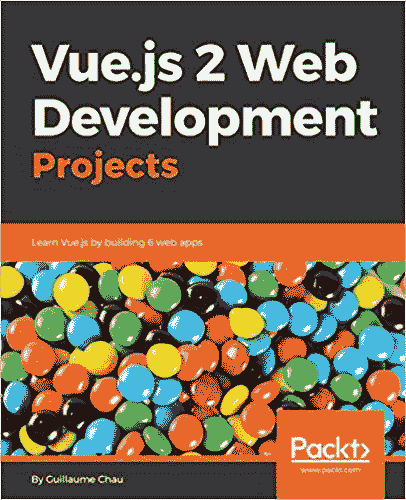 Vue.js 2 Web
Development
Projects
Learn Vue.js by building 6 web apps
Packt>
www.packt.com
By Guillaume Chau